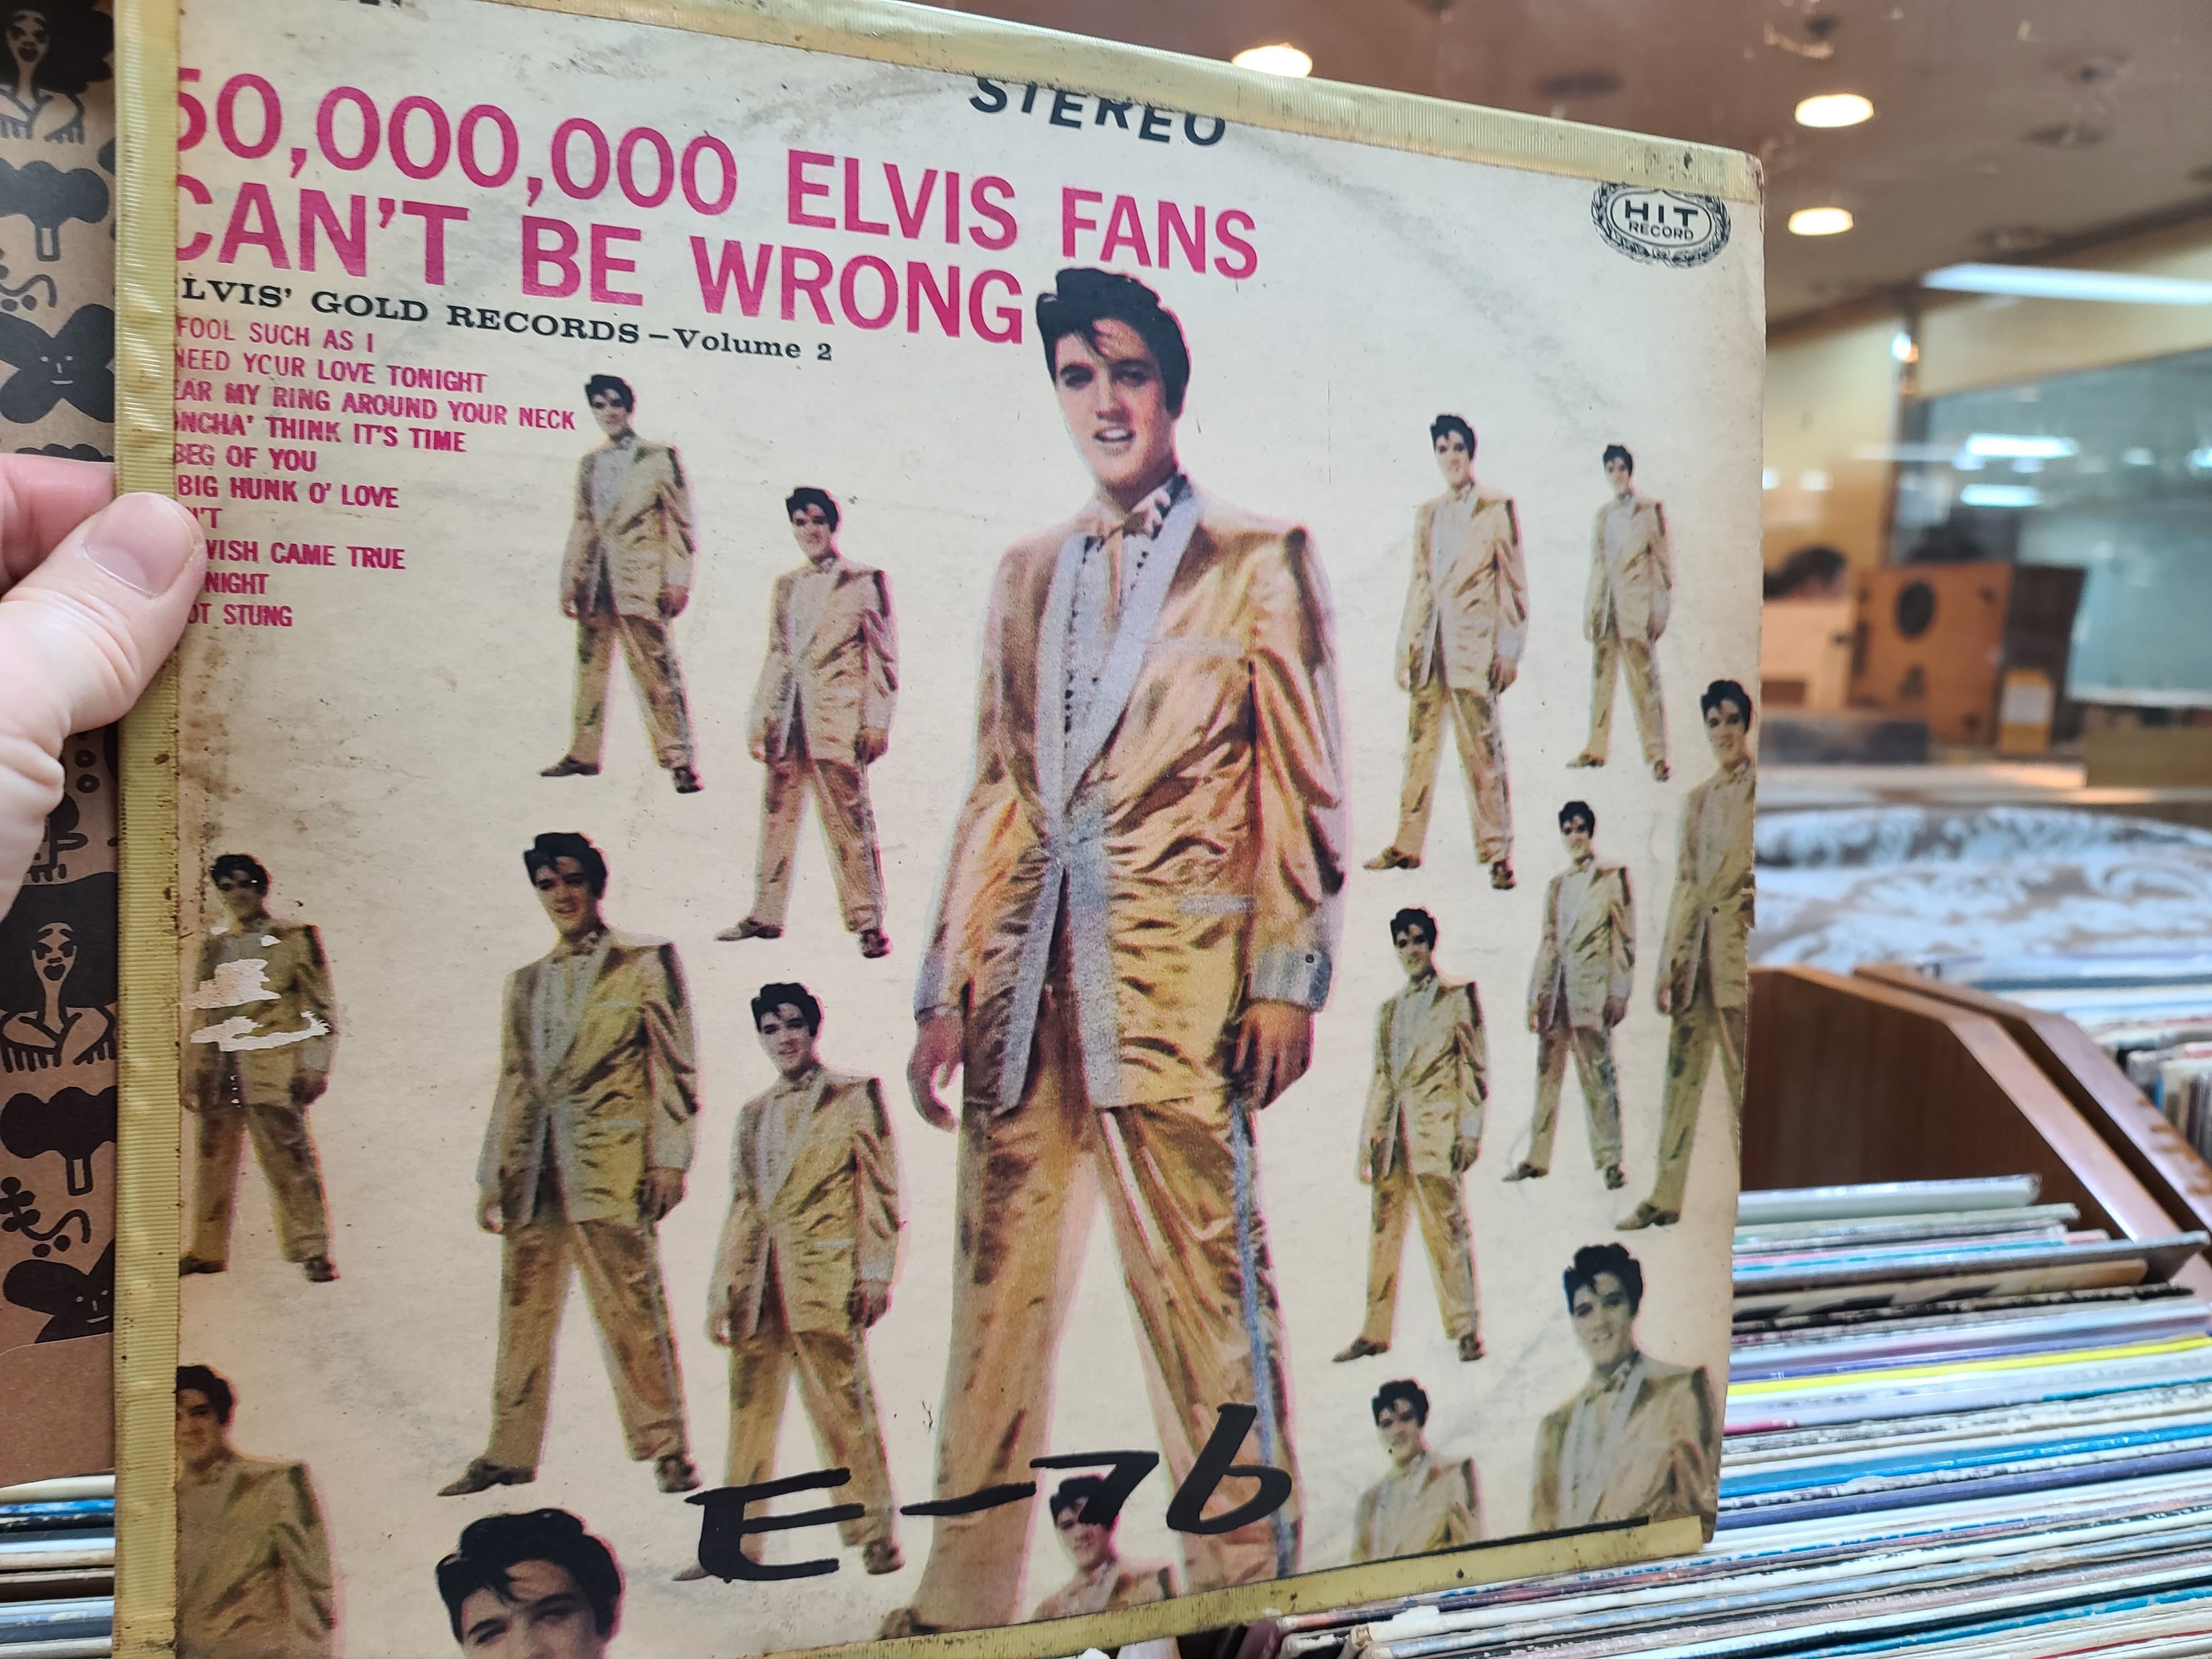 STEREO
50,000,000 ELVIS FANS
CAN'T BE WRONG
HIT
RECORD
LVIS' GOLD RECORDS—Volume 2
FOOL SUCH AS I
NEED YOUR LOVE TONIGHT
EAR MY RING AROUND YOUR NECK
ONCHA' THINK IT'S TIME
BEG OF YOU
BIG HUNK O' LOVE
N'T
WISH CAME TRUE
NIGHT
OT STUNG
E-76